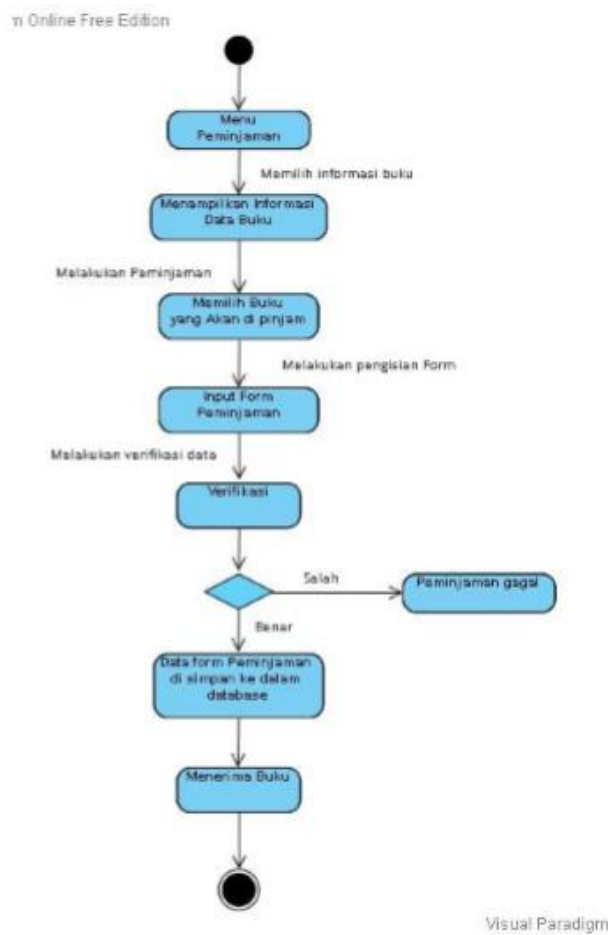 m Online Free Edition
Menu
Peminjaman
Memilih informasi buku
Menampilkan Informasi
Data Buku
Melakukan Peminjaman
Memilih Buku
yang Akan di pinjam
Melakukan pengisian Form
Input Form
Peminjaman
Melakukan verifikasi data
Verifikasi
Salah
Peminjaman gagal
Benar
Data form Peminjaman
di simpan ke dalam
database
Menerima Buku
Visual Paradigm